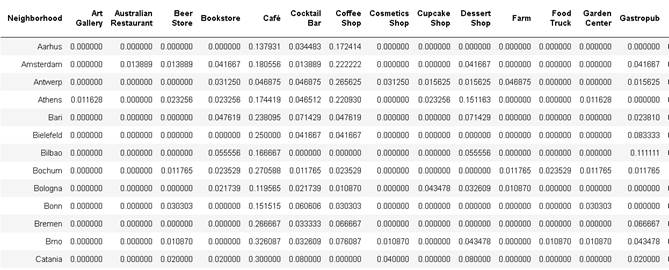 Neighborhood Art Gallery Australian Restaurant Beer Store Bookstore Café Cocktail Bar Coffee Shop Cosmetics Shop Cupcake Shop Dessert Shop Farm Food Truck Garden Center Gastropub
Aarhus 0.000000 0.000000 0.000000 0.000000 0.137931 0.034483 0.172414 0.000000 0.000000 0.000000 0.000000 0.000000 0.000000 0.000000
Amsterdam 0.000000 0.013889 0.013889 0.041667 0.180556 0.013889 0.222222 0.000000 0.000000 0.041667 0.000000 0.000000 0.000000 0.041667
Antwerp 0.000000 0.000000 0.000000 0.031250 0.046875 0.046875 0.265625 0.031250 0.015625 0.015625 0.046875 0.000000 0.000000 0.015625
Athens 0.011628 0.000000 0.023256 0.023256 0.174419 0.046512 0.220930 0.000000 0.023256 0.151163 0.000000 0.000000 0.011628 0.000000
Bari 0.000000 0.000000 0.000000 0.047619 0.238095 0.071429 0.047619 0.000000 0.000000 0.071429 0.000000 0.000000 0.000000 0.023810
Bielefeld 0.000000 0.000000 0.000000 0.000000 0.250000 0.041667 0.041667 0.000000 0.000000 0.000000 0.000000 0.000000 0.000000 0.083333
Bilbao 0.000000 0.000000 0.000000 0.055556 0.166667 0.000000 0.000000 0.000000 0.000000 0.055556 0.000000 0.000000 0.000000 0.111111
Bochum 0.000000 0.000000 0.011765 0.023529 0.270588 0.011765 0.023529 0.000000 0.000000 0.000000 0.011765 0.023529 0.011765 0.011765
Bologna 0.000000 0.000000 0.000000 0.021739 0.119565 0.021739 0.010870 0.000000 0.043478 0.032609 0.010870 0.000000 0.000000 0.000000
Bonn 0.000000 0.000000 0.030303 0.000000 0.151515 0.060606 0.030303 0.000000 0.000000 0.000000 0.000000 0.000000 0.030303 0.000000
Bremen 0.000000 0.000000 0.000000 0.000000 0.266667 0.033333 0.066667 0.000000 0.000000 0.000000 0.000000 0.000000 0.000000 0.066667
Brno 0.000000 0.000000 0.010870 0.000000 0.326087 0.032609 0.076087 0.010870 0.000000 0.043478 0.000000 0.010870 0.010870 0.043478
Catania 0.000000 0.000000 0.020000 0.020000 0.300000 0.080000 0.000000 0.040000 0.000000 0.080000 0.000000 0.000000 0.000000 0.020000